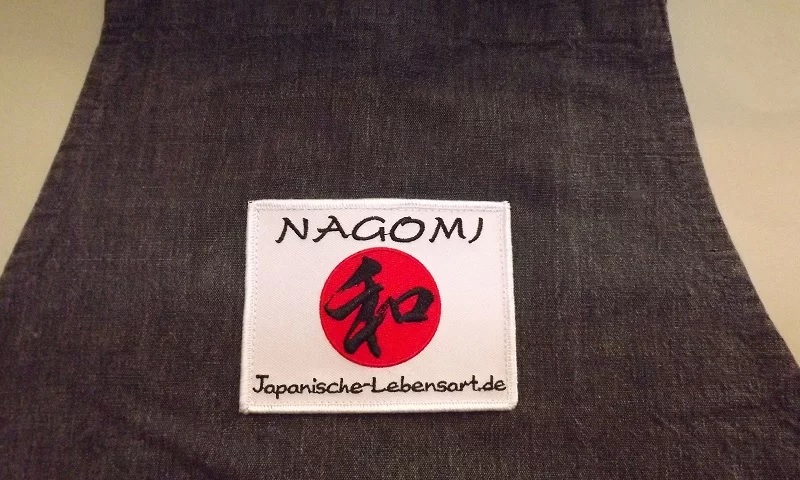 NAGOMI
和
Japanische-Lebensart.de